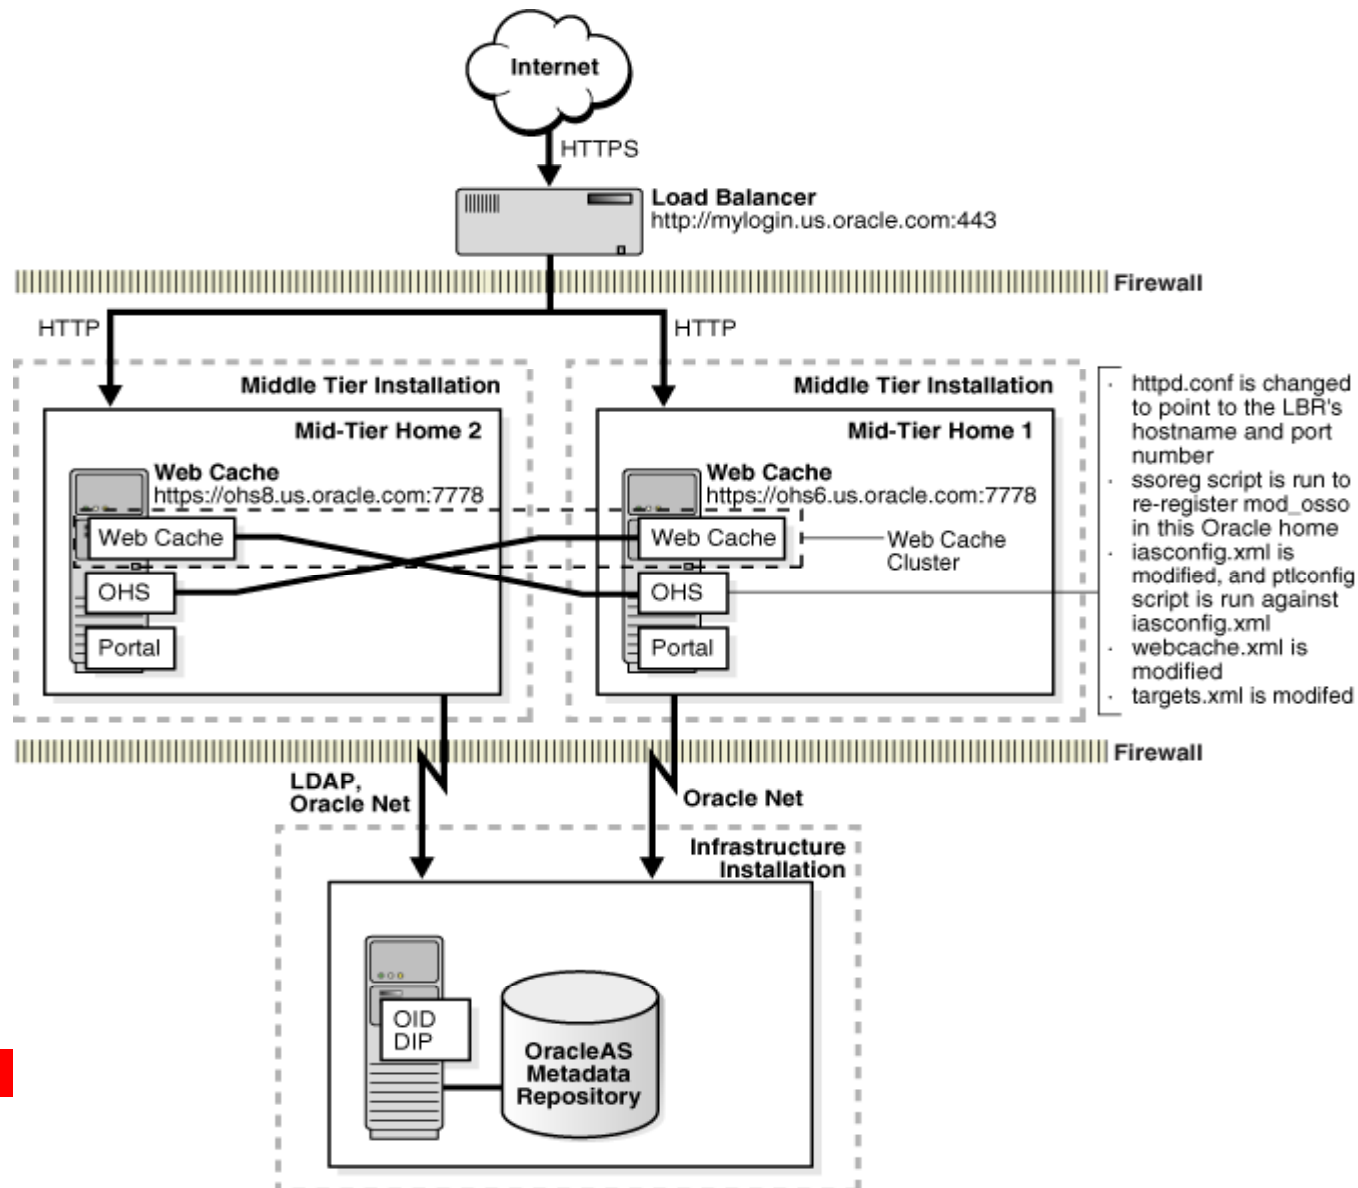 Internet
HTTPS
Load Balancer
http://mylogin.us.oracle.com:443
Firewall
HTTP
HTTP
Middle Tier Installation
Mid-Tier Home 2
Web Cache
https://ohs8.us.oracle.com:7778
Web Cache
OHS
Portal
Middle Tier Installation
Mid-Tier Home 1
Web Cache
https://ohs6.us.oracle.com:7778
Web Cache
OHS
Portal
Web Cache
Cluster
· httpd.conf is changed
to point to the LBR's
hostname and port
number
· ssoreg script is run to
re-register mod_osso
in this Oracle home
· iasconfig.xml is
modified, and ptlconfig
script is run against
iasconfig.xml
· webcache.xml is
modified
· targets.xml is modifed
Firewall
LDAP,
Oracle Net
Oracle Net
Infrastructure
Installation
OID
DIP
OracleAS
Metadata
Repository